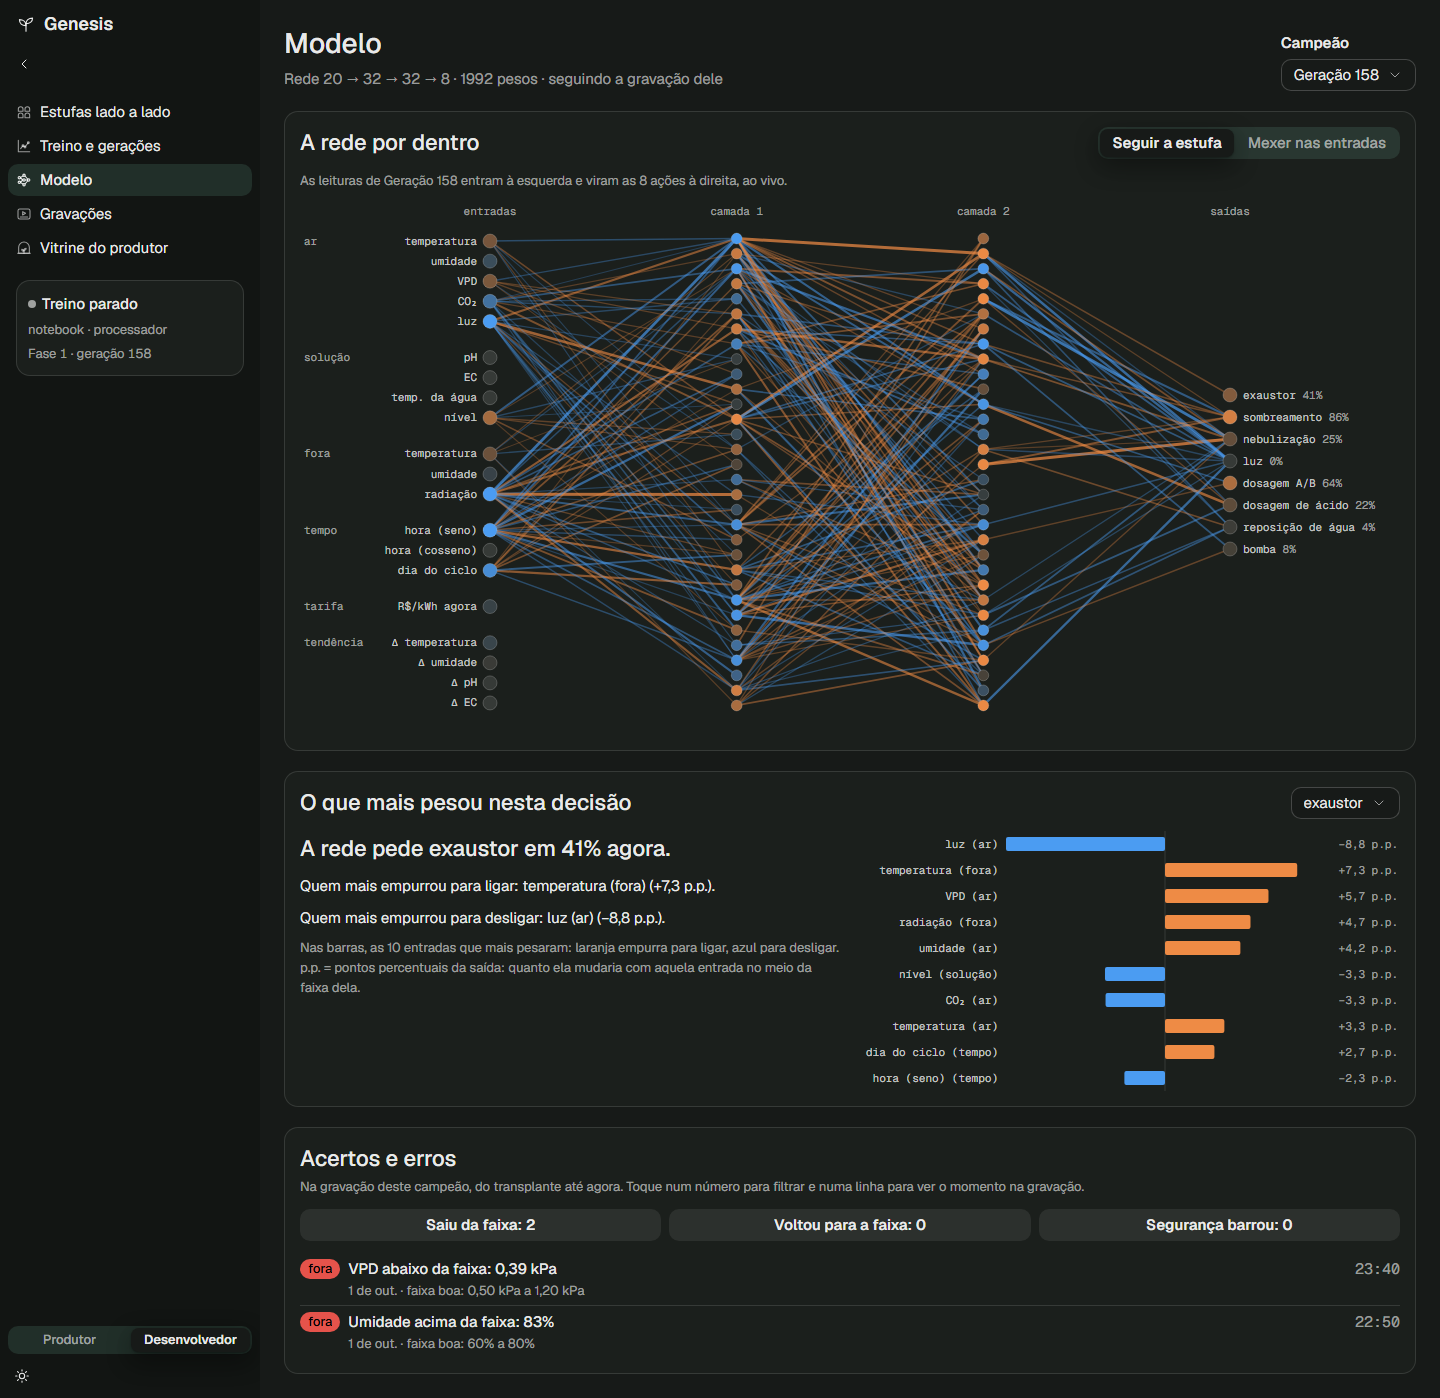 Genesis
Estufas lado a lado
Treino e gerações
Modelo
Gravações
Vitrine do produtor
Treino parado
notebook · processador
Fase 1 · geração 158
Produtor
Desenvolvedor
Modelo
Rede 20 → 32 → 32 → 8 · 1992 pesos · seguindo a gravação dele
Campeão
Geração 158
A rede por dentro
Seguir a estufa
Mexer nas entradas
As leituras de Geração 158 entram à esquerda e viram as 8 ações à direita, ao vivo.
entradas
camada 1
camada 2
saídas
ar
temperatura
umidade
VPD
CO₂
luz
solução
pH
EC
temp. da água
nível
fora
temperatura
umidade
radiação
tempo
hora (seno)
hora (cosseno)
dia do ciclo
tarifa
R$/kWh agora
tendência
Δ temperatura
Δ umidade
Δ pH
Δ EC
exaustor 41%
sombreamento 86%
nebulização 25%
luz 0%
dosagem A/B 64%
dosagem de ácido 22%
reposição de água 4%
bomba 8%
O que mais pesou nesta decisão
exaustor
A rede pede exaustor em 41% agora.
Quem mais empurrou para ligar: temperatura (fora) (+7,3 p.p.).
Quem mais empurrou para desligar: luz (ar) (−8,8 p.p.).
Nas barras, as 10 entradas que mais pesaram: laranja empurra para ligar, azul para desligar.
p.p. = pontos percentuais da saída: quanto ela mudaria com aquela entrada no meio da
faixa dela.
luz (ar) −8,8 p.p.
temperatura (fora) +7,3 p.p.
VPD (ar) +5,7 p.p.
radiação (fora) +4,7 p.p.
umidade (ar) +4,2 p.p.
nível (solução) −3,3 p.p.
CO₂ (ar) −3,3 p.p.
temperatura (ar) +3,3 p.p.
dia do ciclo (tempo) +2,7 p.p.
hora (seno) (tempo) −2,3 p.p.
Acertos e erros
Na gravação deste campeão, do transplante até agora. Toque num número para filtrar e numa linha para ver o momento na gravação.
Saiu da faixa: 2
Voltou para a faixa: 0
Segurança barrou: 0
fora VPD abaixo da faixa: 0,39 kPa 23:40
1 de out. · faixa boa: 0,50 kPa a 1,20 kPa
fora Umidade acima da faixa: 83% 22:50
1 de out. · faixa boa: 60% a 80%